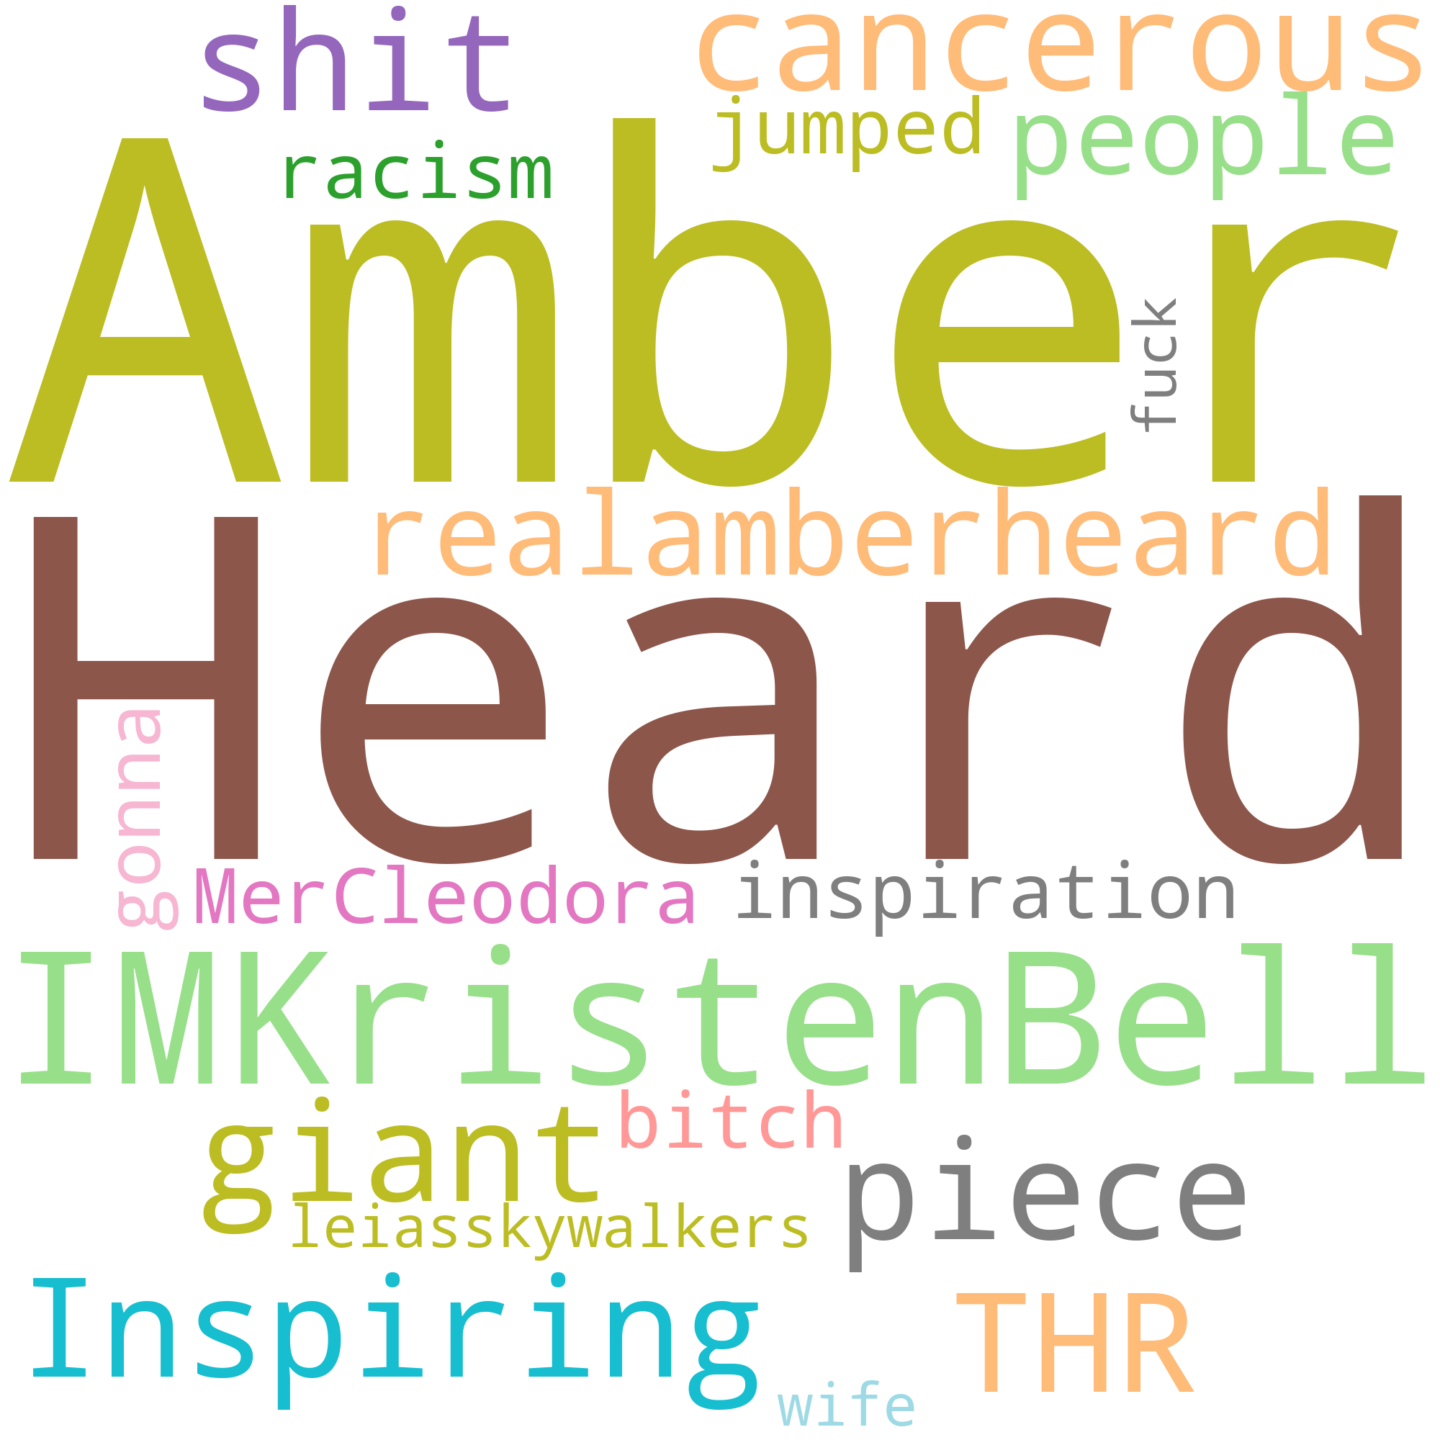 shit
cancerous
jumped
people
racism
Amber
fuck
realamberheard
Heard
gonna
MerCleodora
inspiration
IMKristenBell
giant
bitch
piece
leiasskywalkers
Inspiring
THR
wife